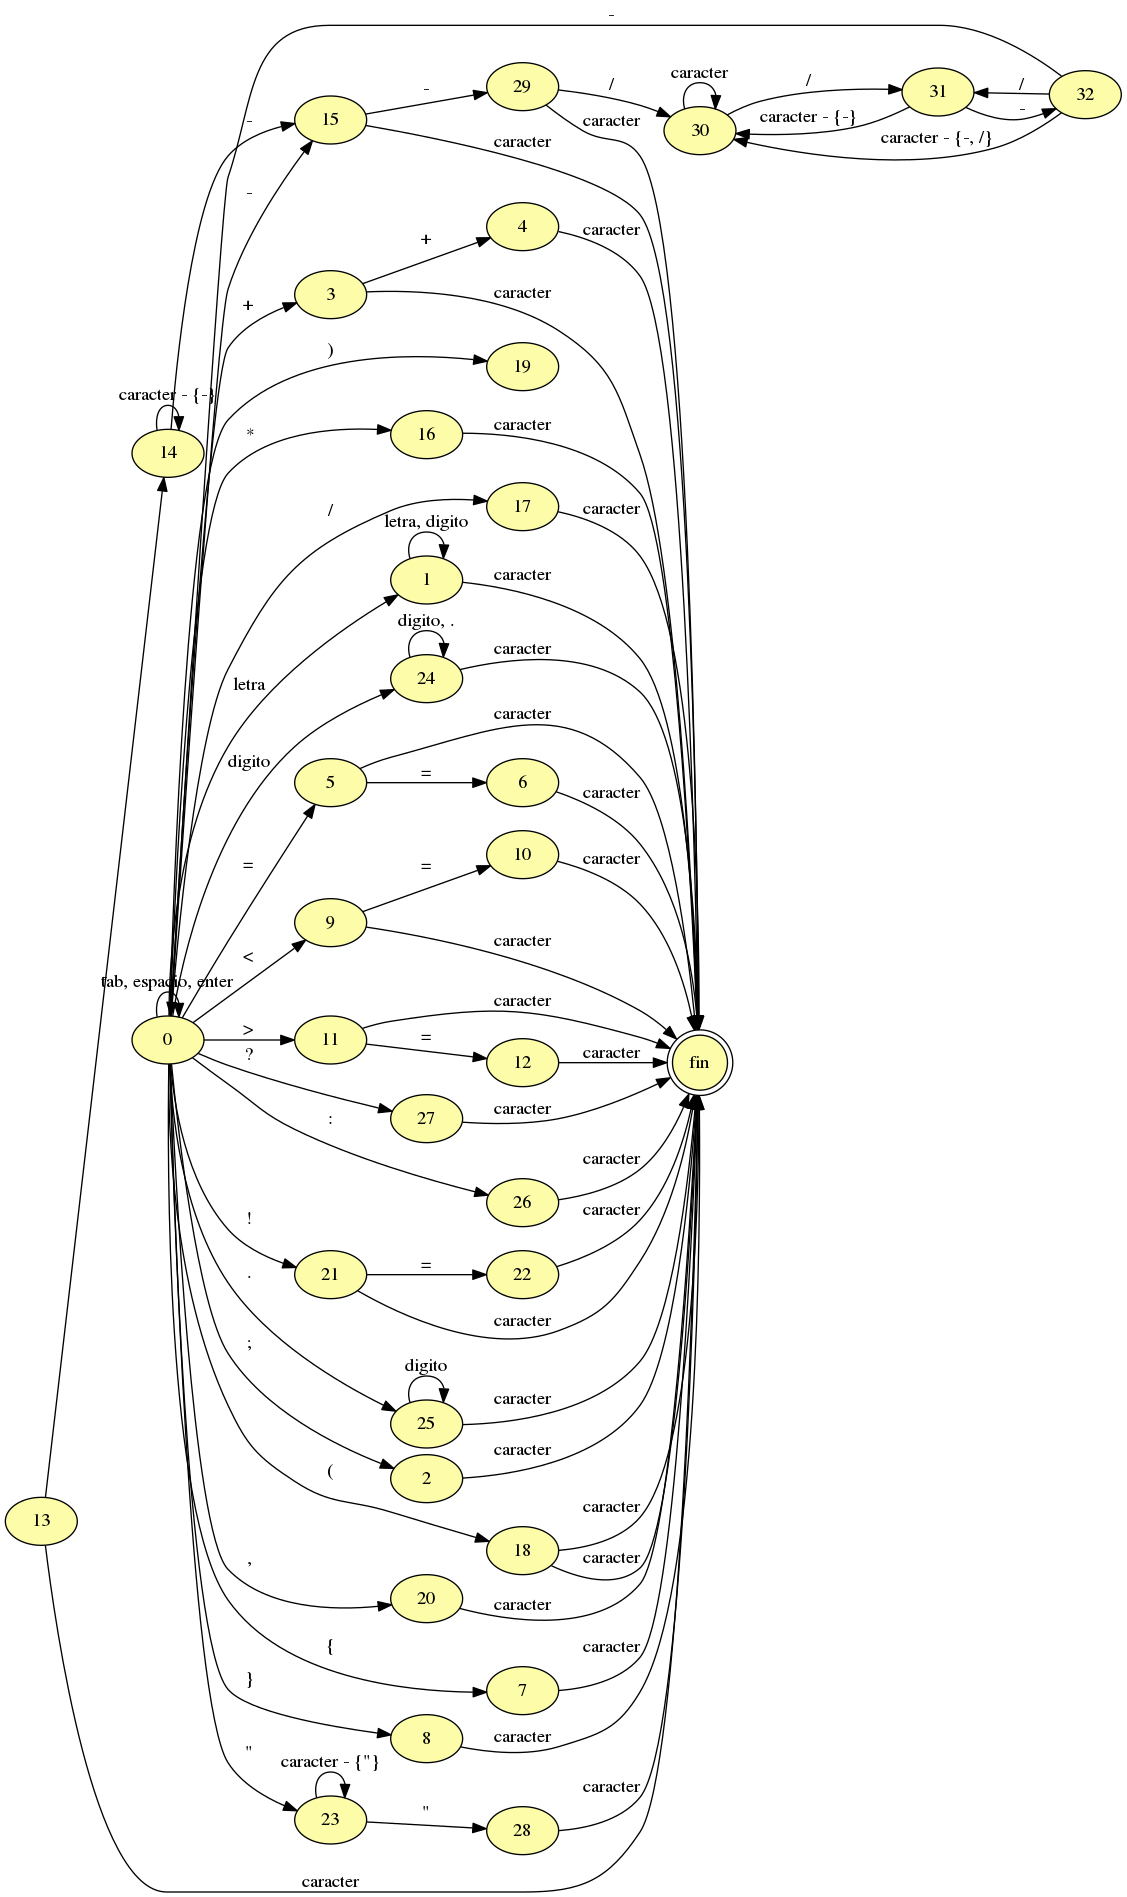 -
29
/
caracter
/
31
/
32
-
15
-
caracter
30
caracter - {-}
-
caracter
caracter - {-, /}
-
4
caracter
+
3
+
caracter
)
19
caracter - {-}
14
*
16
caracter
/
17
caracter
letra, digito
1
caracter
digito, .
24
caracter
letra
digito
5
=
caracter
6
caracter
=
10
caracter
=
9
caracter
<
tab, espacio, enter
0
>
11
caracter
=
12
caracter
fin
?
27
caracter
:
26
caracter
!
21
=
22
caracter
caracter
.
digito
25
caracter
;
2
caracter
(
18
caracter
caracter
13
,
20
caracter
{
7
caracter
}
8
caracter
"
caracter - {"}
23
"
28
caracter
caracter